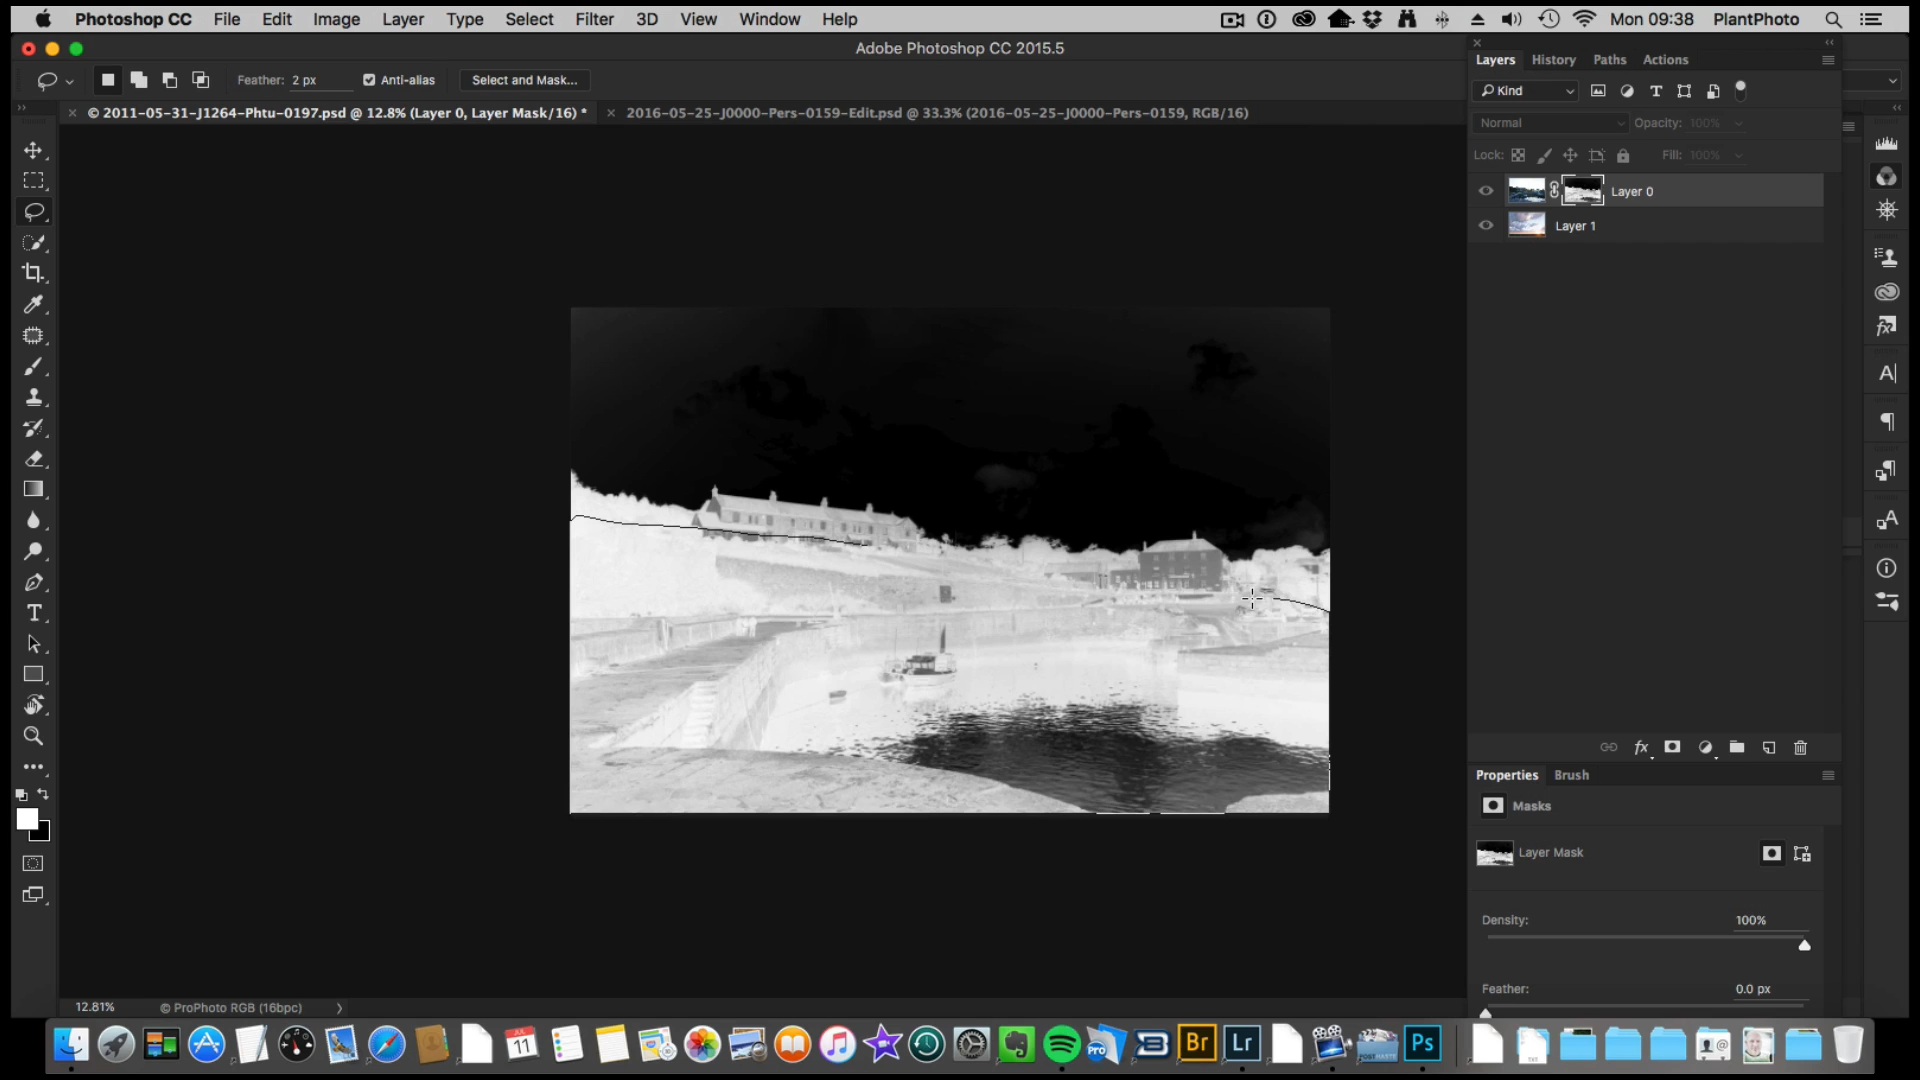 Photoshop CC File Edit Image Layer Type Select Filter 3D View Window Help Mon 09:38 PlantPhoto
Adobe Photoshop CC 2015.5
Feather: 2 px Anti-alias Select and Mask...
© 2011-05-31-J1264-Phtu-0197.psd @ 12.8% (Layer 0, Layer Mask/16) *
2016-05-25-J0000-Pers-0159-Edit.psd @ 33.3% (2016-05-25-J0000-Pers-0159, RGB/16)
Layers History Paths Actions
Kind
Normal Opacity: 100%
Lock: Fill: 100%
Layer 0
Layer 1
Properties Brush
Masks
Layer Mask
Density: 100%
Feather: 0.0 px
12.81% © ProPhoto RGB (16bpc)
JUL
11
Pro
Br
Lr
POSTHASTE
Ps
TXT